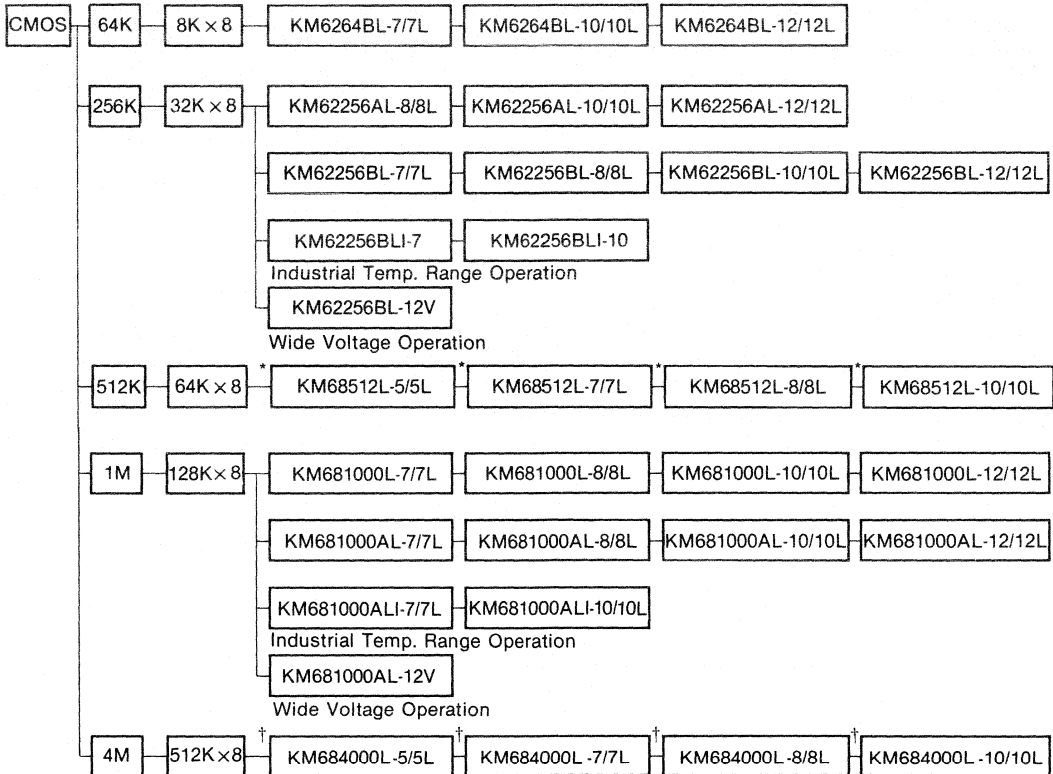 CMOS 64K 8K × 8 KM6264BL-7/7L KM6264BL-10/10L KM6264BL-12/12L
256K 32K × 8 KM62256AL-8/8L KM62256AL-10/10L KM62256AL-12/12L
KM62256BL-7/7L KM62256BL-8/8L KM62256BL-10/10L KM62256BL-12/12L
KM62256BLI-7 KM62256BLI-10
Industrial Temp. Range Operation
KM62256BL-12V
Wide Voltage Operation
512K 64K × 8 * KM68512L-5/5L * KM68512L-7/7L * KM68512L-8/8L * KM68512L-10/10L
1M 128K × 8 KM681000L-7/7L KM681000L-8/8L KM681000L-10/10L KM681000L-12/12L
KM681000AL-7/7L KM681000AL-8/8L KM681000AL-10/10L KM681000AL-12/12L
KM681000ALI-7/7L KM681000ALI-10/10L
Industrial Temp. Range Operation
KM681000AL-12V
Wide Voltage Operation
4M 512K × 8 † KM684000L-5/5L † KM684000L-7/7L † KM684000L-8/8L † KM684000L-10/10L